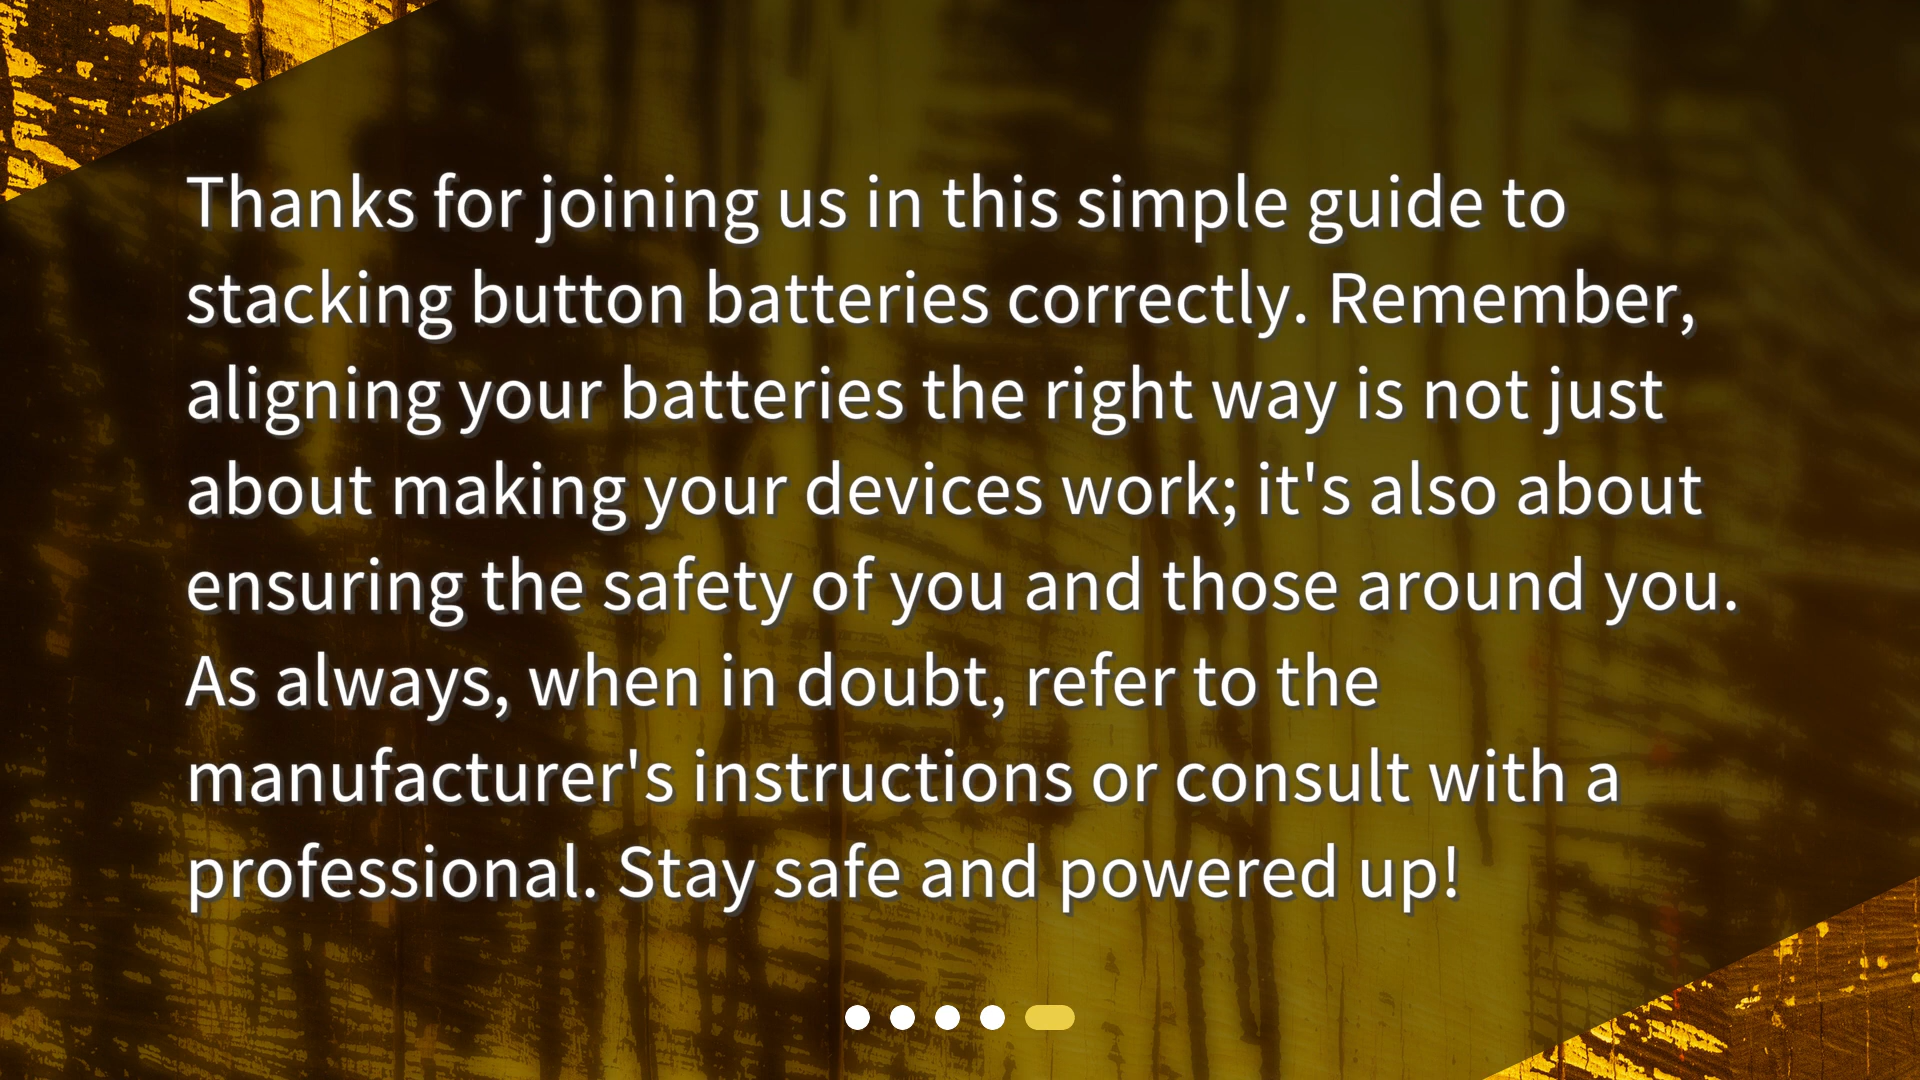 Thanks for joining us in this simple guide to
stacking button batteries correctly. Remember,
aligning your batteries the right way is not just
about making your devices work; it's also about
ensuring the safety of you and those around you.
As always, when in doubt, refer to the
manufacturer's instructions or consult with a
professional. Stay safe and powered up!